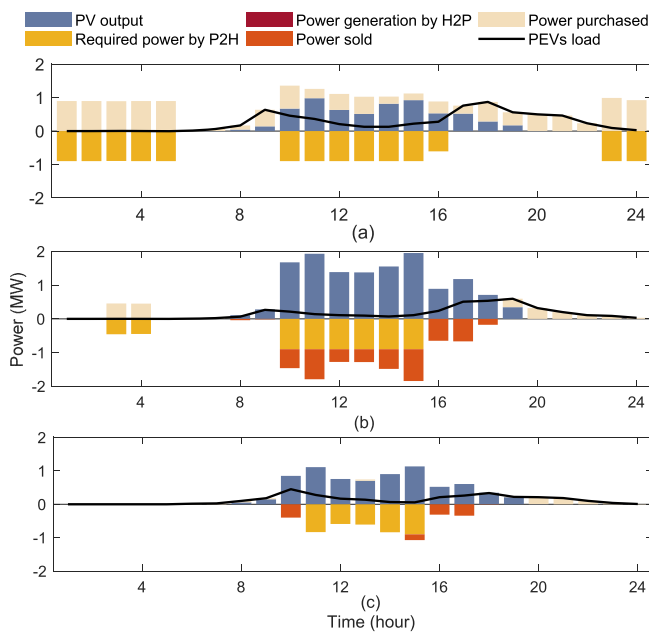 PV output Power generation by H2P Power purchased
Required power by P2H Power sold PEVs load
2
1
0
-1
-2
4 8 12 16 20 24
(a)
2
1
0
-1
-2
4 8 12 16 20 24
(b)
Power (MW)
2
1
0
-1
-2
4 8 12 16 20 24
(c)
Time (hour)